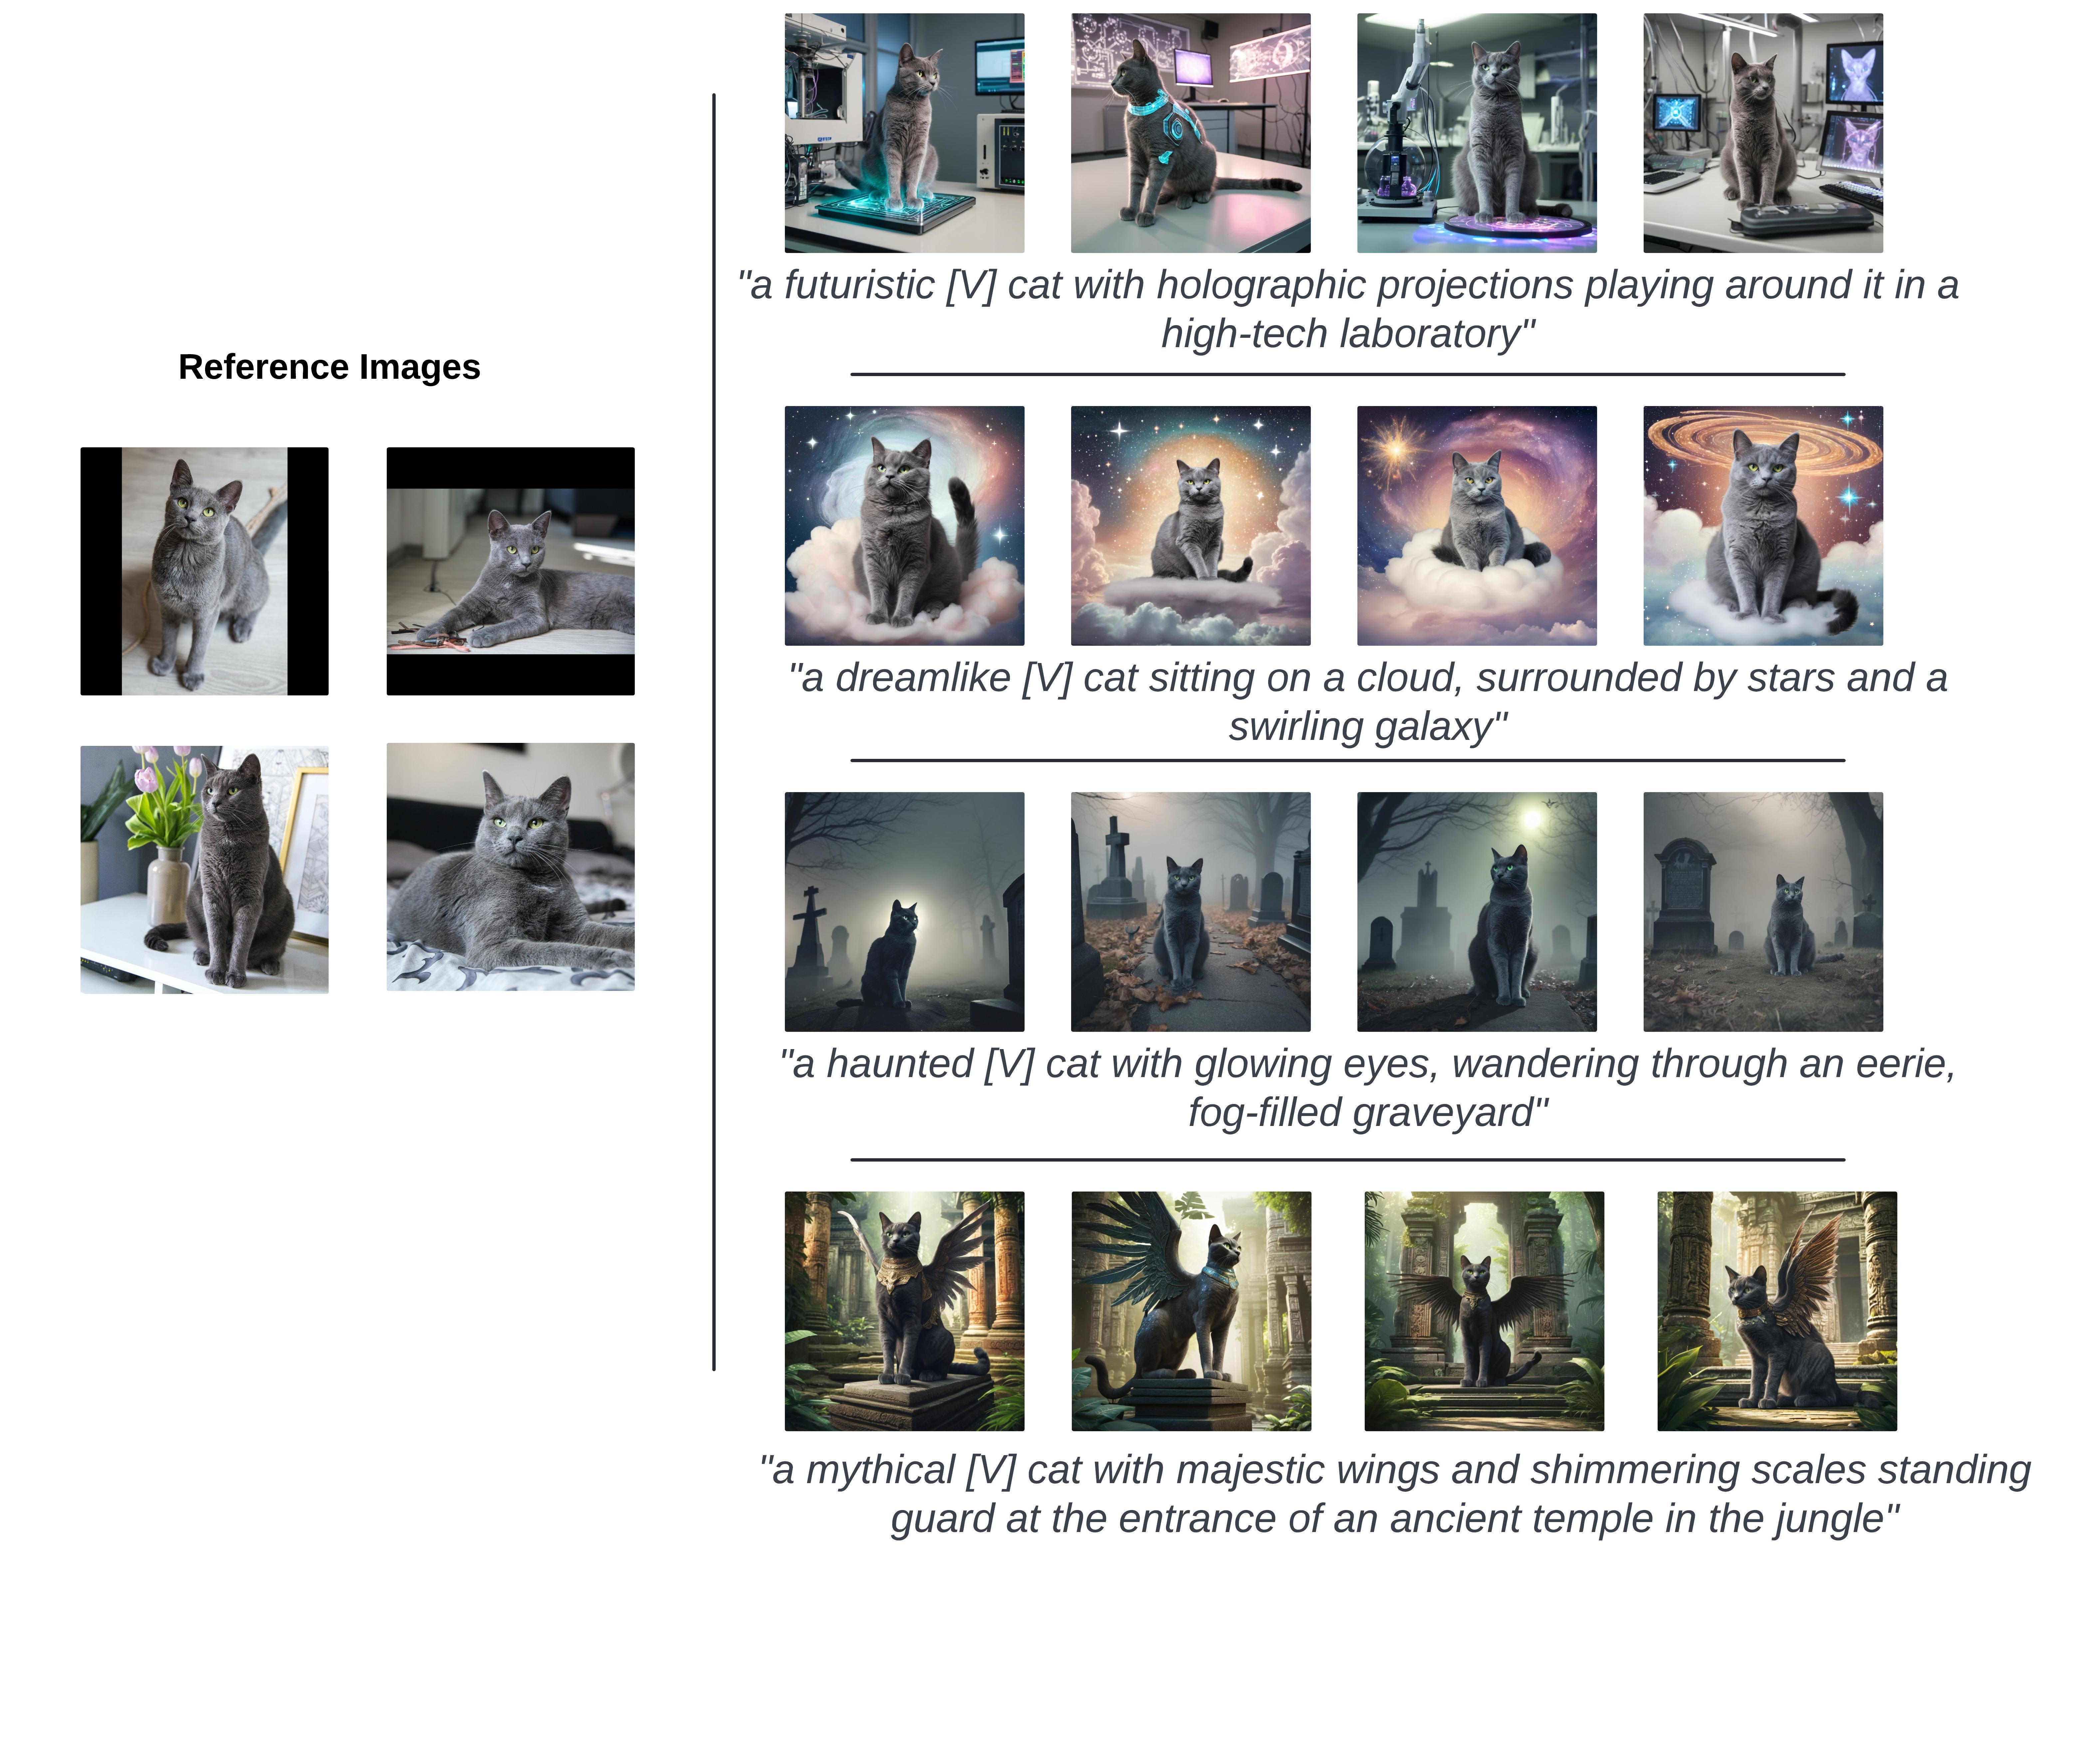 Reference Images
"a futuristic [V] cat with holographic projections playing around it in a
high-tech laboratory"
"a dreamlike [V] cat sitting on a cloud, surrounded by stars and a
swirling galaxy"
"a haunted [V] cat with glowing eyes, wandering through an eerie,
fog-filled graveyard"
"a mythical [V] cat with majestic wings and shimmering scales standing
guard at the entrance of an ancient temple in the jungle"